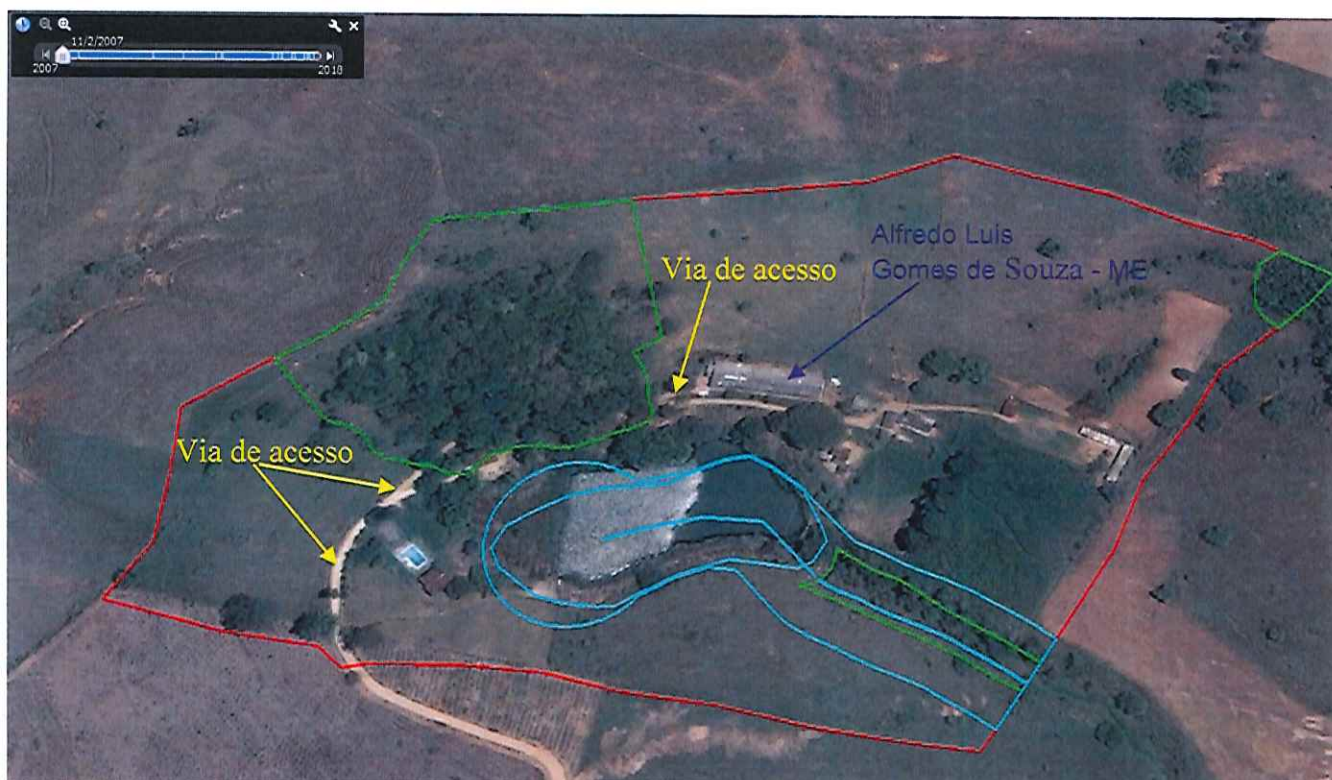 11/2/2007
2007
2018
Alfredo Luis
Gomes de Souza - ME
Via de acesso
Via de acesso